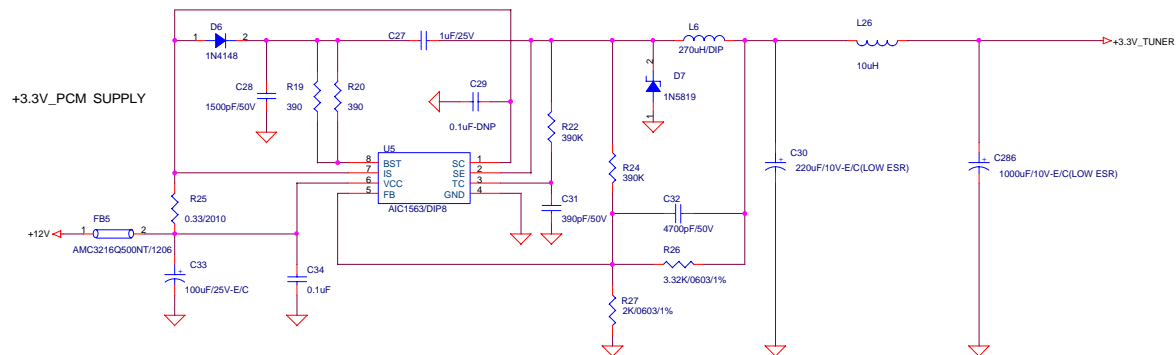 D6
1 2
1N4148
C27
1uF/25V
L6
270uH/DIP
L26
10uH
+3.3V_TUNER
+3.3V_PCM SUPPLY
C28
1500pF/50V
R19
390
R20
390
C29
0.1uF-DNP
R22
390K
2
D7
1N5819
1
R24
390K
C30
220uF/10V-E/C(LOW ESR)
C286
1000uF/10V-E/C(LOW ESR)
U5
8 BST SC 1
7 IS SE 2
6 VCC TC 3
5 FB GND 4
AIC1563/DIP8
C31
390pF/50V
C32
4700pF/50V
R25
0.33/2010
+12V
1 FB5 2
AMC3216Q500NT/1206
C33
100uF/25V-E/C
C34
0.1uF
R26
3.32K/0603/1%
R27
2K/0603/1%